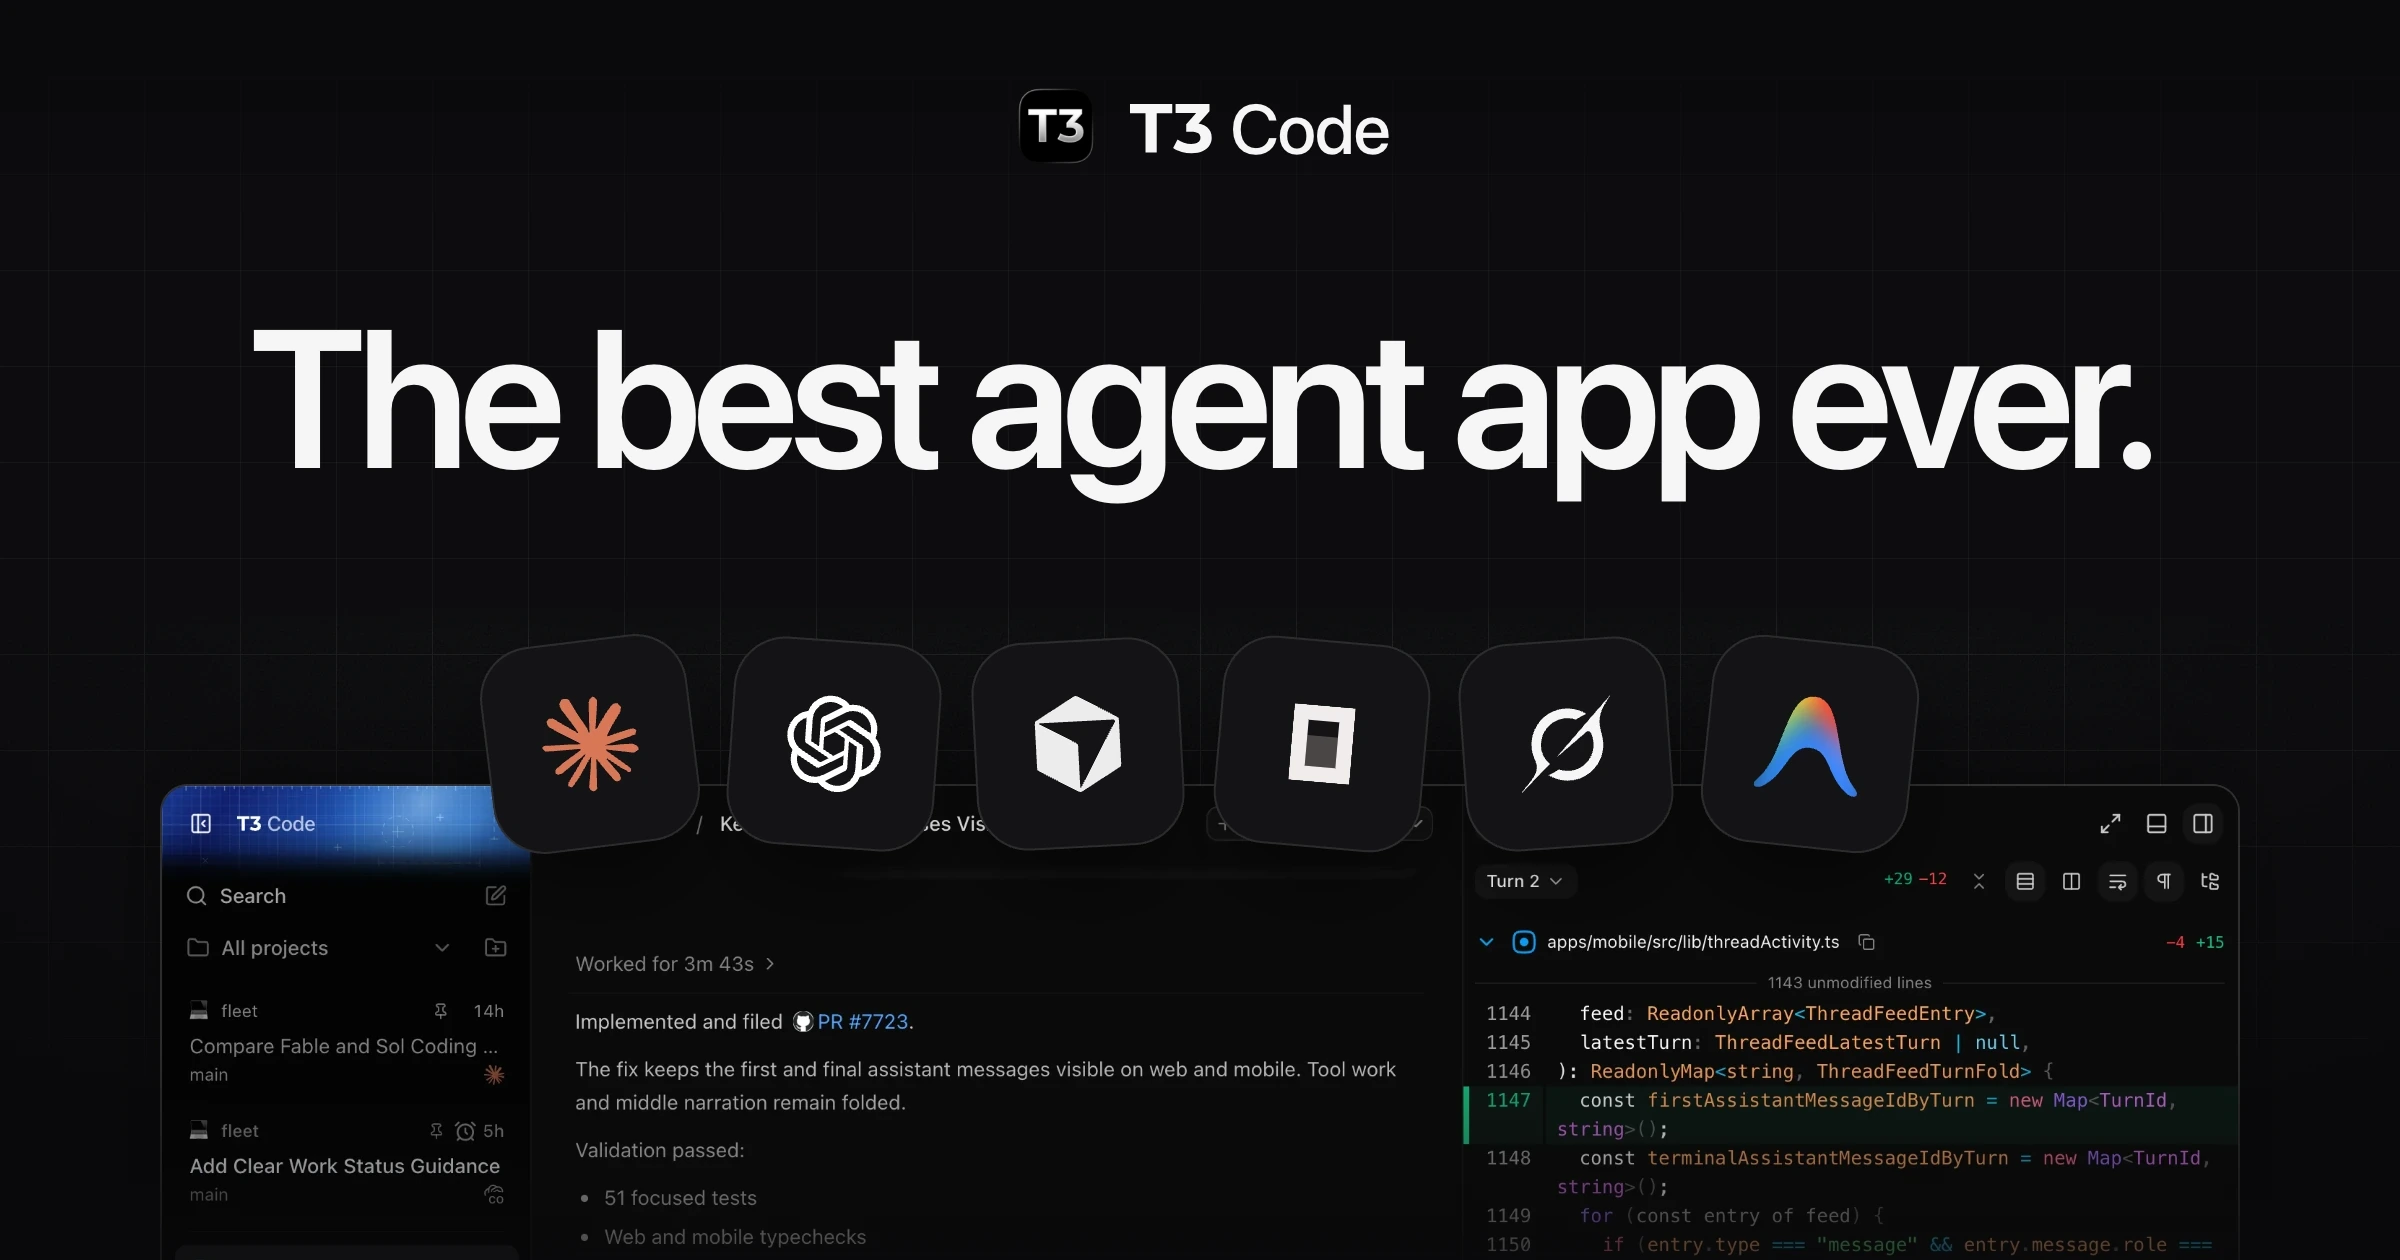 T3 T3 Code
The best agent app ever.
T3 Code
Search
All projects
fleet 14h
Compare Fable and Sol Coding ...
main
fleet 5h
Add Clear Work Status Guidance
main
CO
/
Worked for 3m 43s
Implemented and filed PR #7723.
The fix keeps the first and final assistant messages visible on web and mobile. Tool work
and middle narration remain folded.
Validation passed:
• 51 focused tests
• Web and mobile typechecks
Turn 2 +29 −12
apps/mobile/src/lib/threadActivity.ts −4 +15
1143 unmodified lines
1144 feed: ReadonlyArray<ThreadFeedEntry>,
1145 latestTurn: ThreadFeedLatestTurn | null,
1146 ): ReadonlyMap<string, ThreadFeedTurnFold> {
1147 const firstAssistantMessageIdByTurn = new Map<TurnId,
string>();
1148 const terminalAssistantMessageIdByTurn = new Map<TurnId,
string>();
1149 for (const entry of feed) {
1150 if (entry.type === "message" && entry.message.role ===